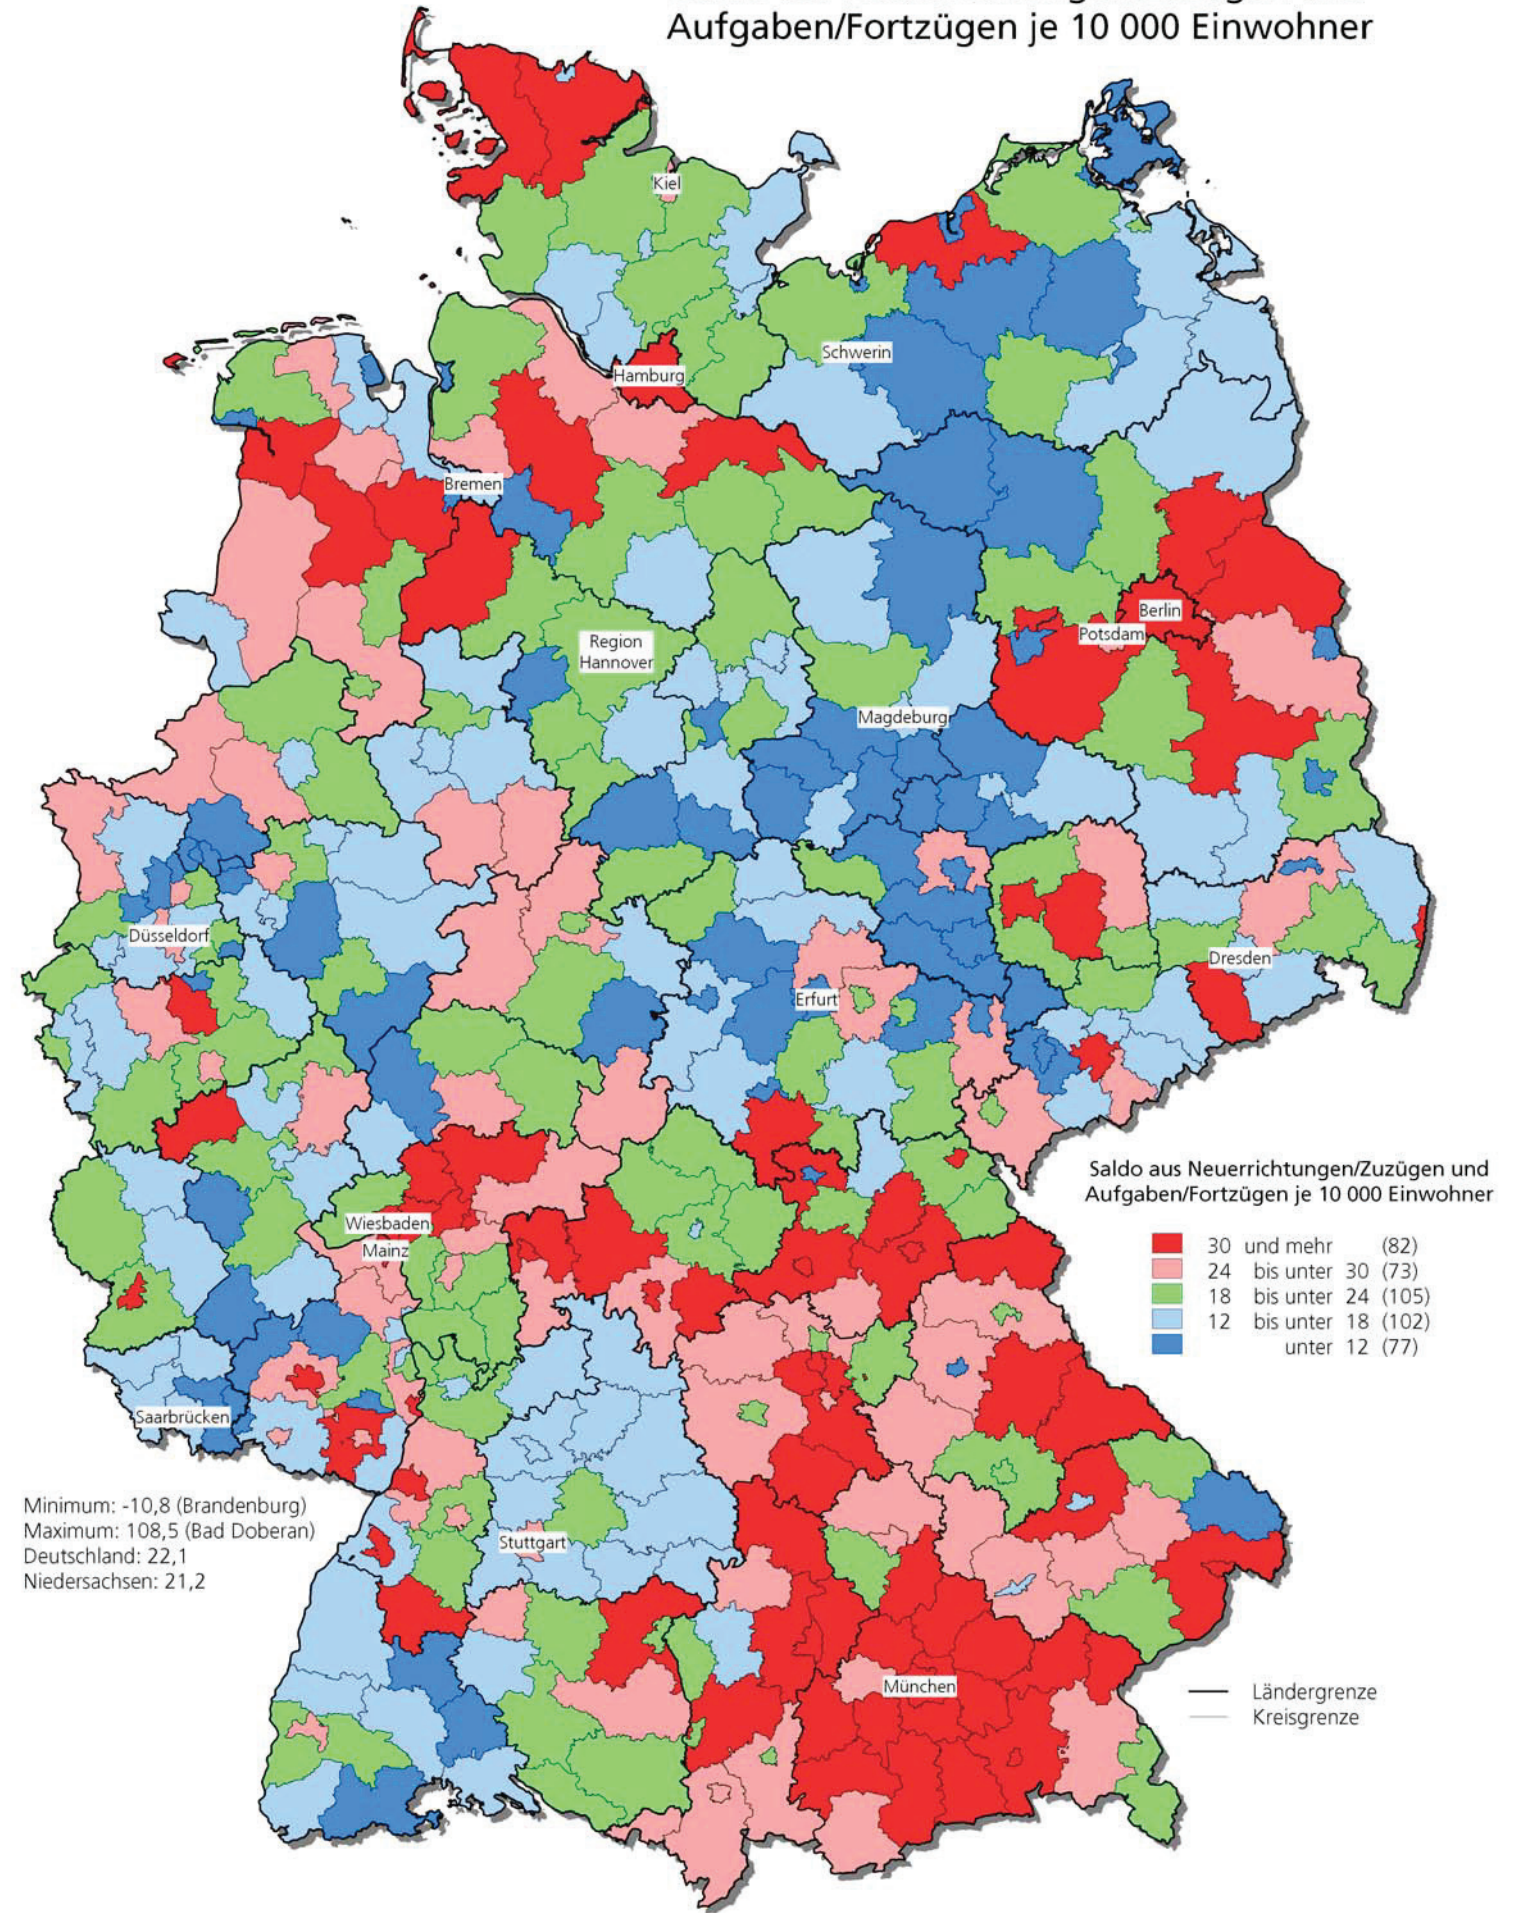 Aufgaben/Fortzügen je 10 000 Einwohner
Kiel
Schwerin
Hamburg
Bremen
Berlin
Potsdam
Region
Hannover
Magdeburg
Düsseldorf
Dresden
Erfurt
Wiesbaden
Mainz
Saarbrücken
Stuttgart
München
Saldo aus Neuerrichtungen/Zuzügen und
Aufgaben/Fortzügen je 10 000 Einwohner
30 und mehr (82)
24 bis unter 30 (73)
18 bis unter 24 (105)
12 bis unter 18 (102)
unter 12 (77)
Minimum: -10,8 (Brandenburg)
Maximum: 108,5 (Bad Doberan)
Deutschland: 22,1
Niedersachsen: 21,2
Ländergrenze
Kreisgrenze